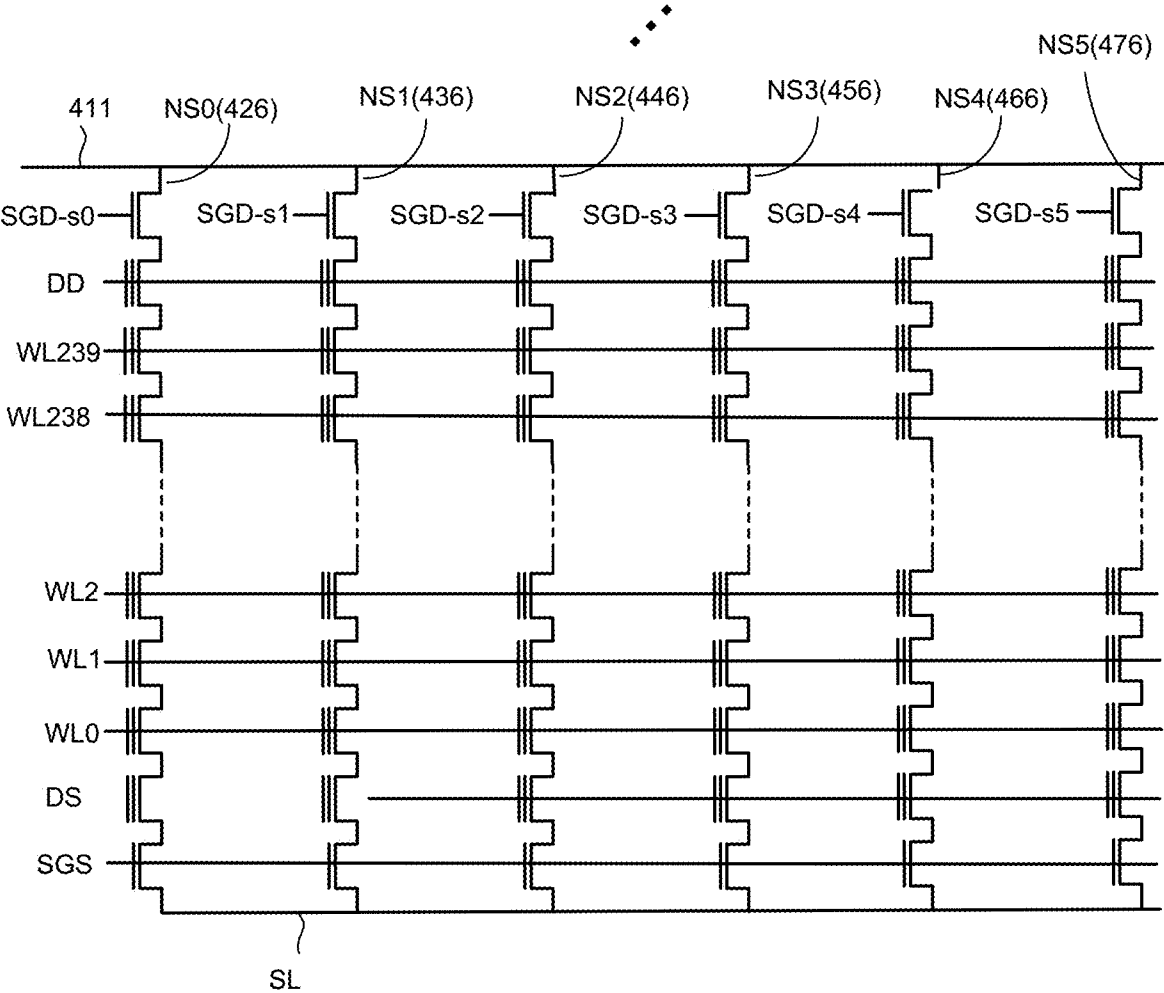 NS5(476)
411
NS0(426)
NS1(436)
NS2(446)
NS3(456)
NS4(466)
SGD-s0
SGD-s1
SGD-s2
SGD-s3
SGD-s4
SGD-s5
DD
WL239
WL238
WL2
WL1
WL0
DS
SGS
SL